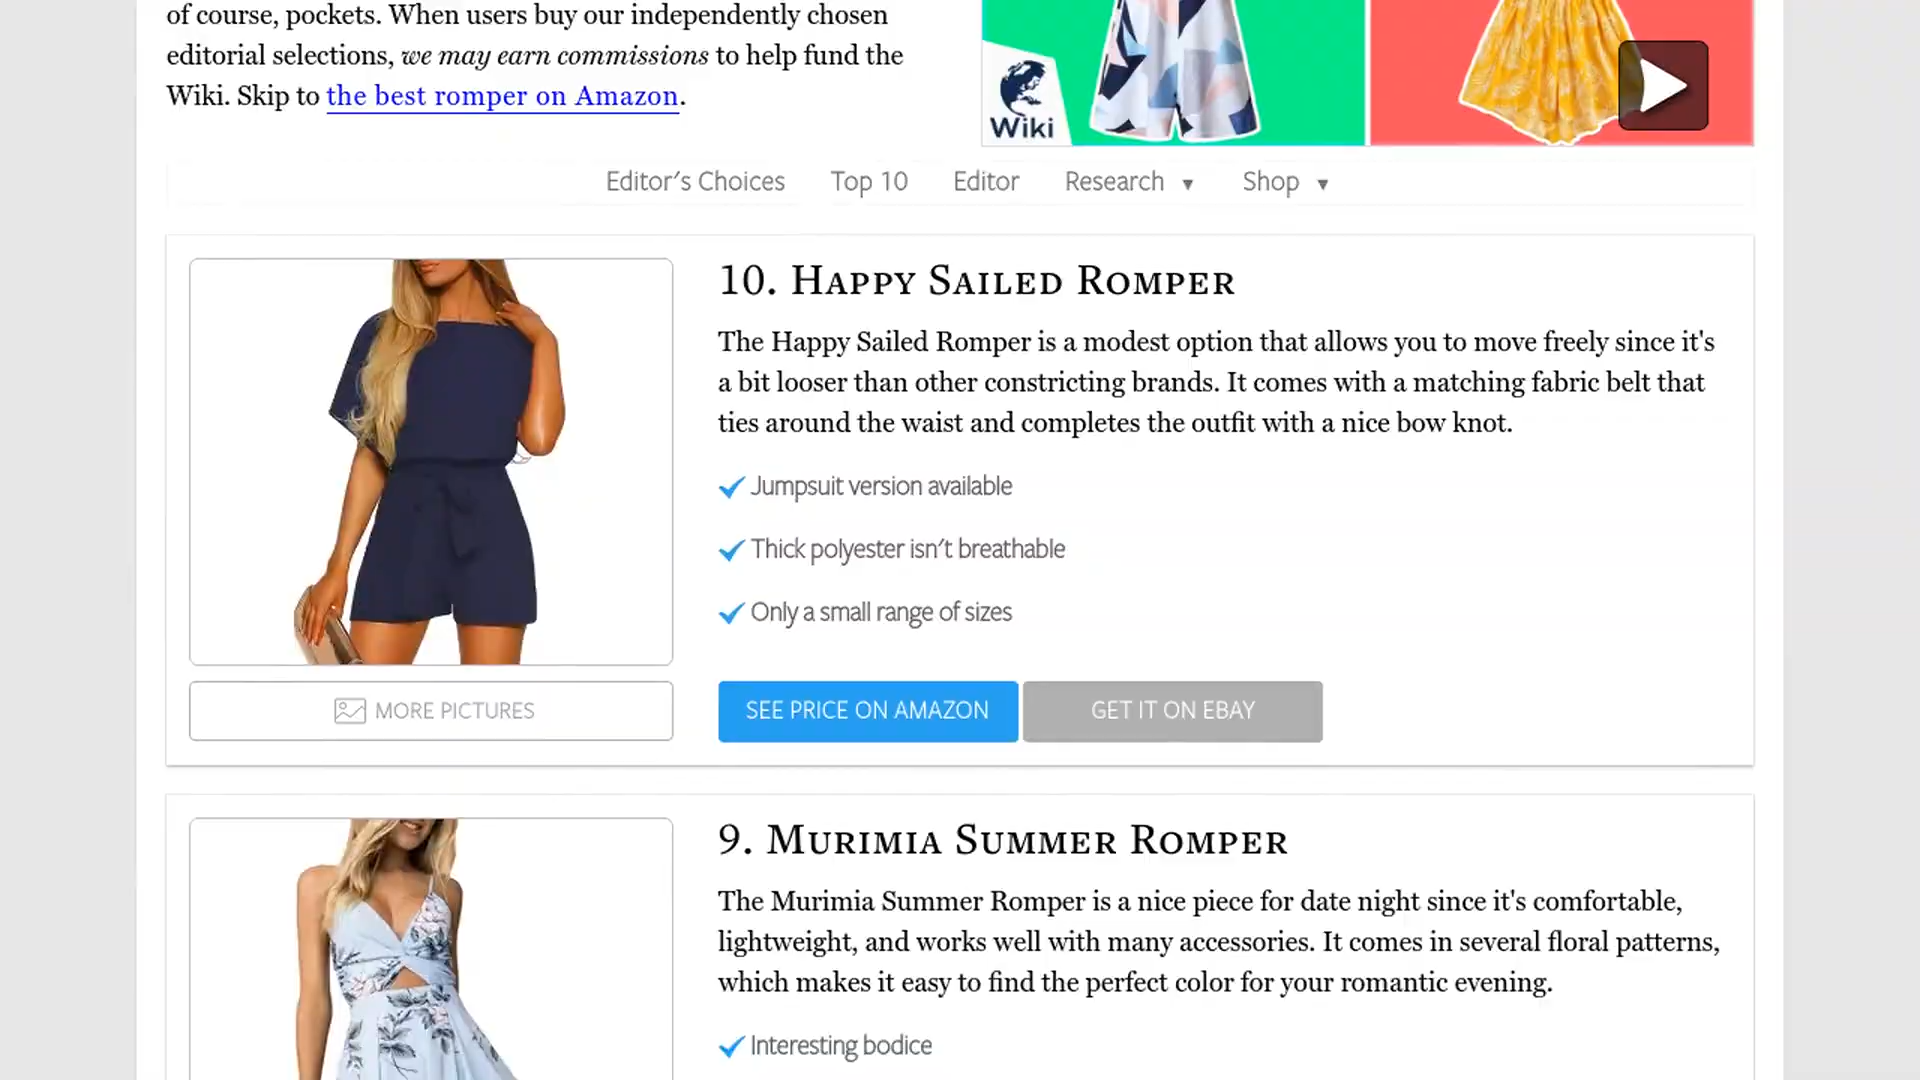 of course, pockets. When users buy our independently chosen
editorial selections, we may earn commissions to help fund the
Wiki. Skip to the best romper on Amazon.
Wiki
Editor's Choices Top 10 Editor Research ▼ Shop ▼
10. Happy Sailed Romper
The Happy Sailed Romper is a modest option that allows you to move freely since it's
a bit looser than other constricting brands. It comes with a matching fabric belt that
ties around the waist and completes the outfit with a nice bow knot.
Jumpsuit version available
Thick polyester isn't breathable
Only a small range of sizes
MORE PICTURES
SEE PRICE ON AMAZON
GET IT ON EBAY
9. Murimia Summer Romper
The Murimia Summer Romper is a nice piece for date night since it's comfortable,
lightweight, and works well with many accessories. It comes in several floral patterns,
which makes it easy to find the perfect color for your romantic evening.
Interesting bodice